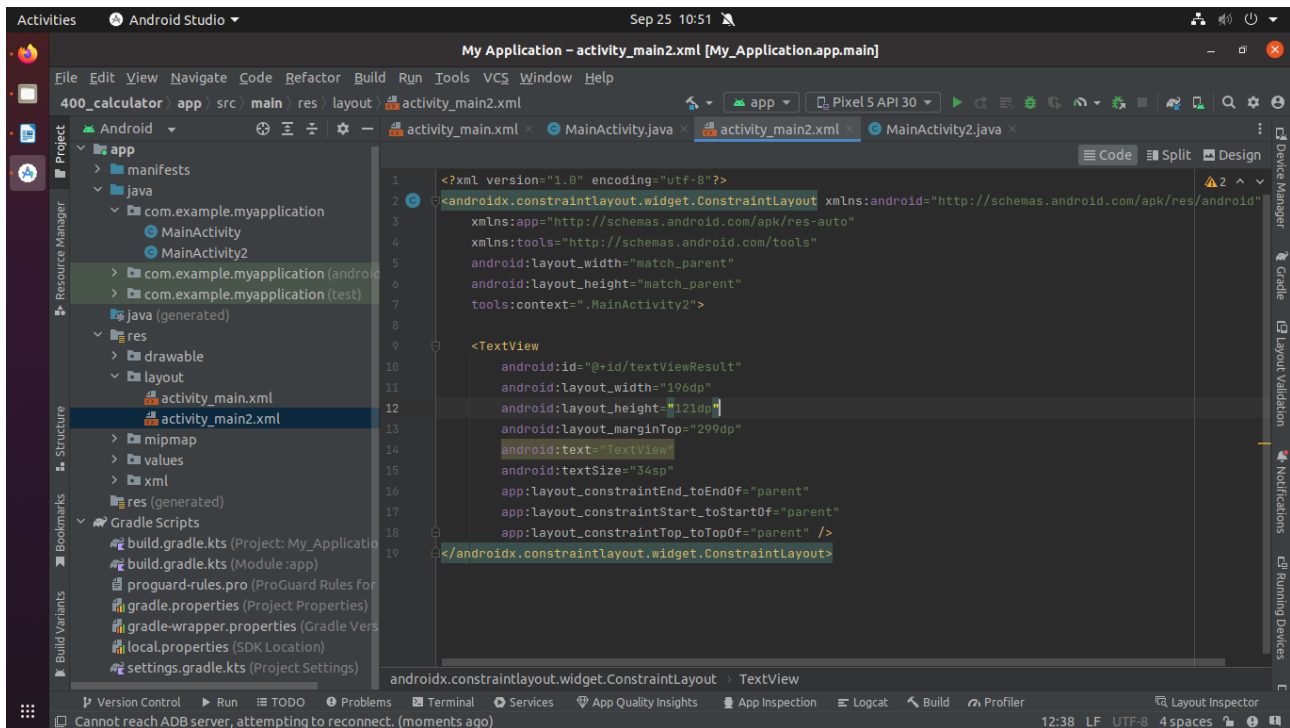 Activities Android Studio Sep 25 10:51
My Application – activity_main2.xml [My_Application.app.main]
File Edit View Navigate Code Refactor Build Run Tools VCS Window Help
400_calculator app src main res layout activity_main2.xml app Pixel 5 API 30
Project Android activity_main.xml MainActivity.java activity_main2.xml MainActivity2.java
app Code Split Design
manifests
java
com.example.myapplication
MainActivity
MainActivity2
com.example.myapplication (androic
com.example.myapplication (test)
java (generated)
res
drawable
layout
activity_main.xml
activity_main2.xml
mipmap
values
xml
res (generated)
Gradle Scripts
build.gradle.kts (Project: My_Applicatio
build.gradle.kts (Module :app)
proguard-rules.pro (ProGuard Rules for
gradle.properties (Project Properties)
gradle-wrapper.properties (Gradle Vers
local.properties (SDK Location)
settings.gradle.kts (Project Settings)
Resource Manager
Structure
Bookmarks
Build Variants
2
1 <?xml version="1.0" encoding="utf-8"?>
2 <androidx.constraintlayout.widget.ConstraintLayout xmlns:android="http://schemas.android.com/apk/res/android"
3 xmlns:app="http://schemas.android.com/apk/res-auto"
4 xmlns:tools="http://schemas.android.com/tools"
5 android:layout_width="match_parent"
6 android:layout_height="match_parent"
7 tools:context=".MainActivity2">
8
9 <TextView
10 android:id="@+id/textViewResult"
11 android:layout_width="196dp"
12 android:layout_height="121dp"
13 android:layout_marginTop="299dp"
14 android:text="TextView"
15 android:textSize="34sp"
16 app:layout_constraintEnd_toEndOf="parent"
17 app:layout_constraintStart_toStartOf="parent"
18 app:layout_constraintTop_toTopOf="parent" />
19 </androidx.constraintlayout.widget.ConstraintLayout>
androidx.constraintlayout.widget.ConstraintLayout TextView
Device Manager
Gradle
Layout Validation
Notifications
Running Devices
Version Control Run TODO Problems Terminal Services App Quality Insights App Inspection Logcat Build Profiler Layout Inspector
Cannot reach ADB server, attempting to reconnect. (moments ago) 12:38 LF UTF-8 4 spaces